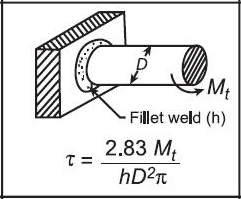 D
M_t
Fillet weld (h)
τ = 2.83 M_t / hD²π